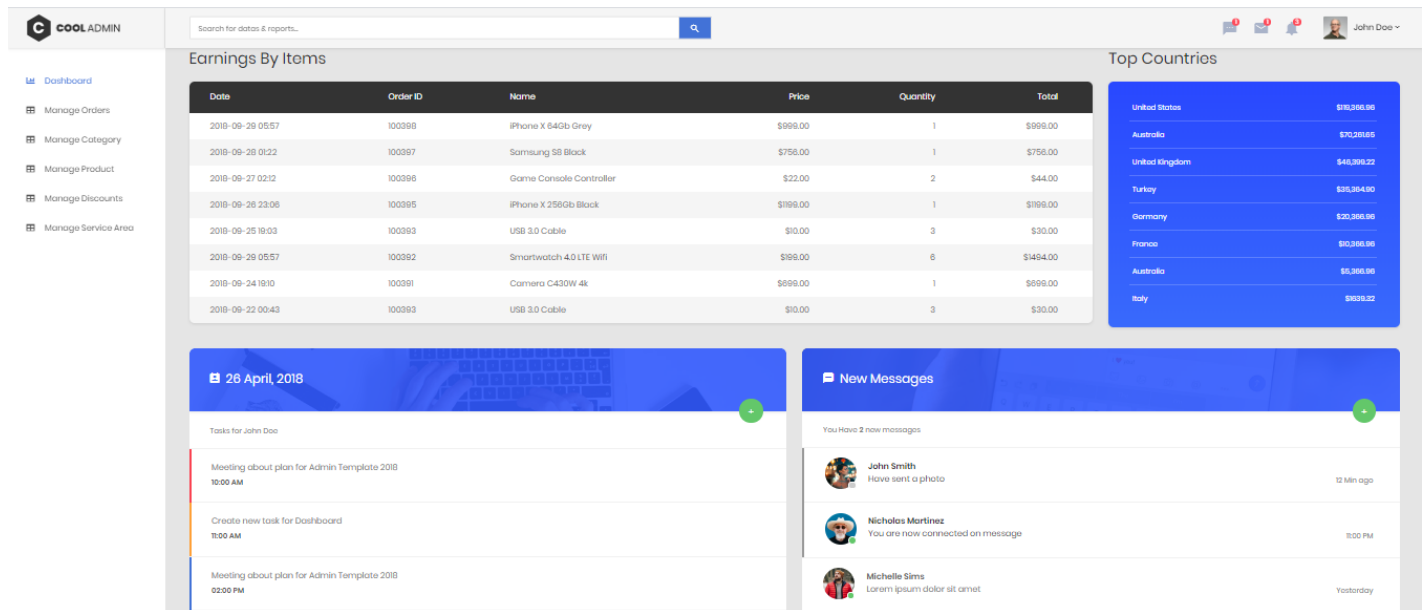 C COOL ADMIN
Search for datas & reports...
1
1
3
John Doe
Dashboard
Manage Orders
Manage Category
Manage Product
Manage Discounts
Manage Service Area
Earnings By Items
Date Order ID Name Price Quantity Total
2018-09-29 05:57 100398 iPhone X 64Gb Grey $999.00 1 $999.00
2018-09-28 01:22 100397 Samsung S8 Black $756.00 1 $756.00
2018-09-27 02:12 100396 Game Console Controller $22.00 2 $44.00
2018-09-26 23:06 100395 iPhone X 256Gb Black $1199.00 1 $1199.00
2018-09-25 19:03 100393 USB 3.0 Cable $10.00 3 $30.00
2018-09-29 05:57 100392 Smartwatch 4.0 LTE Wifi $199.00 6 $1494.00
2018-09-24 19:10 100391 Camera C430W 4k $699.00 1 $699.00
2018-09-22 00:43 100393 USB 3.0 Cable $10.00 3 $30.00
Top Countries
United States $119,366.96
Australia $70,261.65
United Kingdom $46,399.22
Turkey $35,364.90
Germany $20,366.96
France $10,366.96
Australia $5,366.96
Italy $1639.32
26 April, 2018
+
Tasks for John Doe
Meeting about plan for Admin Template 2018
10:00 AM
Create new task for Dashboard
11:00 AM
Meeting about plan for Admin Template 2018
02:00 PM
New Messages
+
You Have 2 new messages
John Smith
Have sent a photo
12 Min ago
Nicholas Martinez
You are now connected on message
11:00 PM
Michelle Sims
Lorem ipsum dolor sit amet
Yesterday